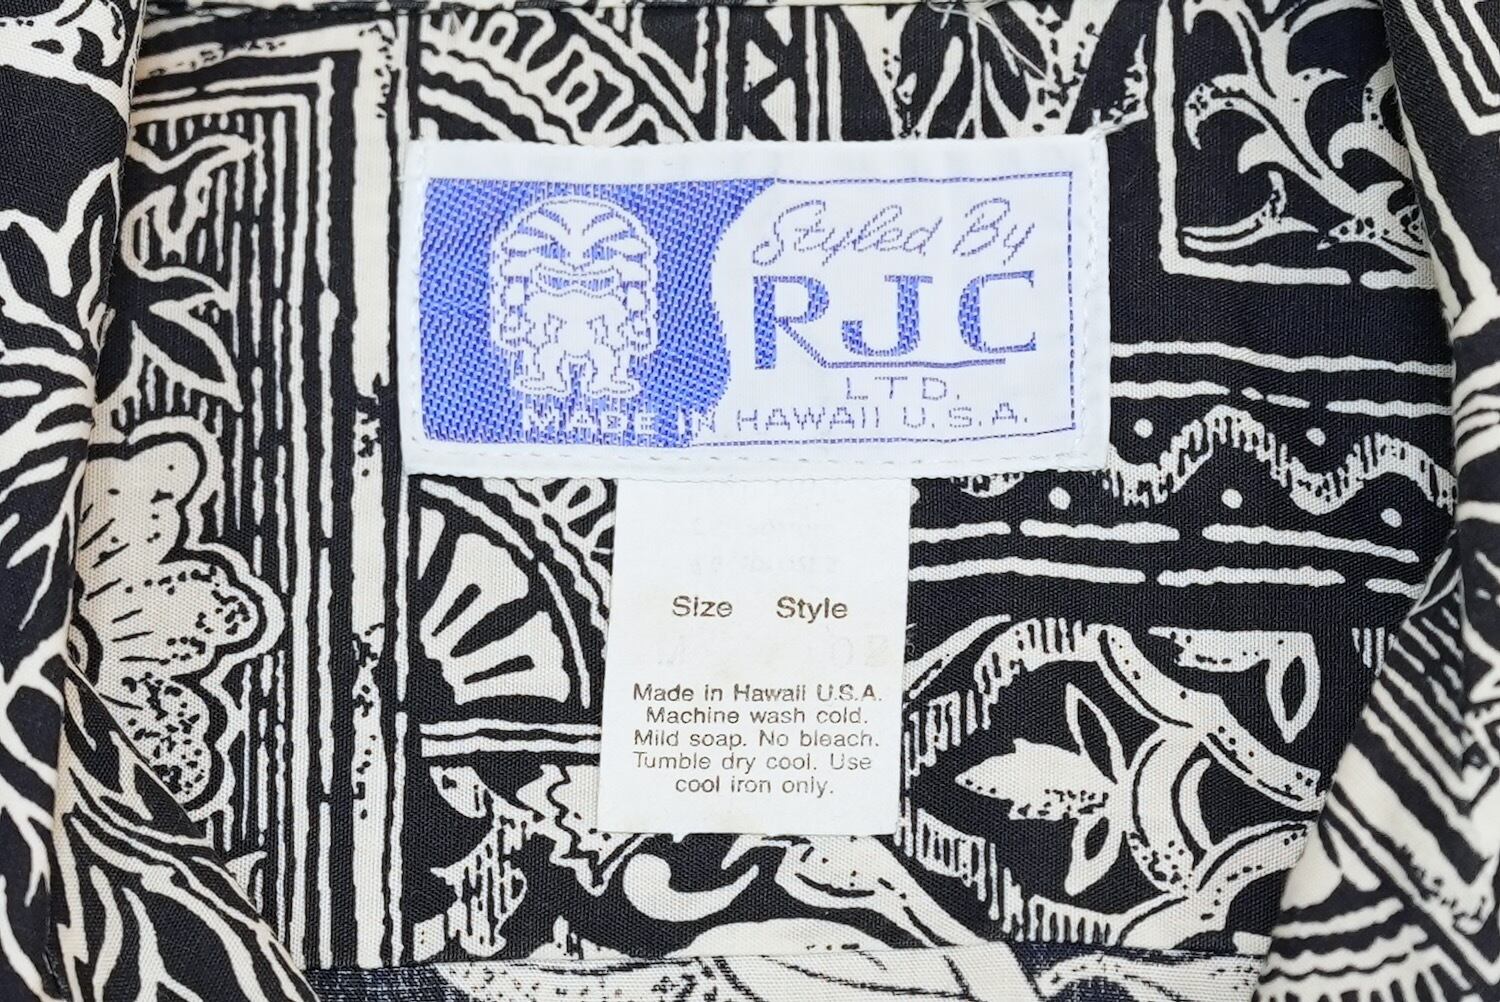 Styled By
RJC
LTD.
MADE IN HAWAII U.S.A.
Size Style
Made in Hawaii U.S.A.
Machine wash cold.
Mild soap. No bleach.
Tumble dry cool. Use
cool iron only.